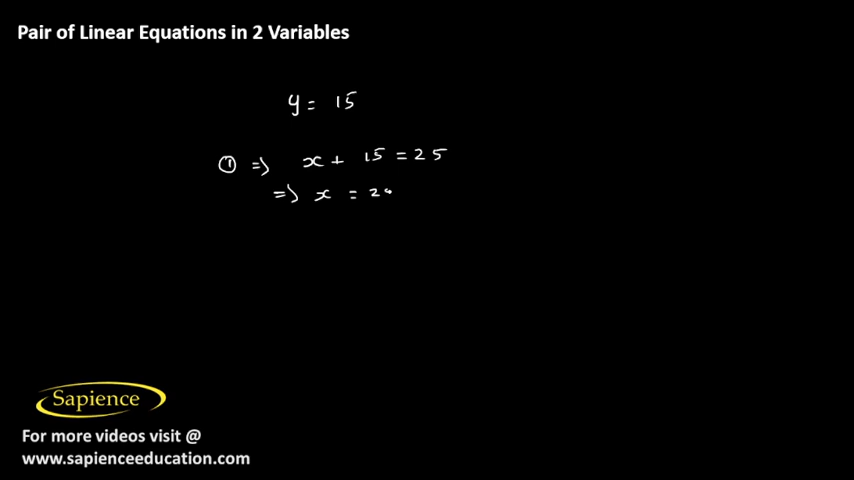 Pair of Linear Equations in 2 Variables
y = 15
① ⇒ x + 15 = 25
⇒ x = 2
Sapience
For more videos visit @
www.sapienceeducation.com